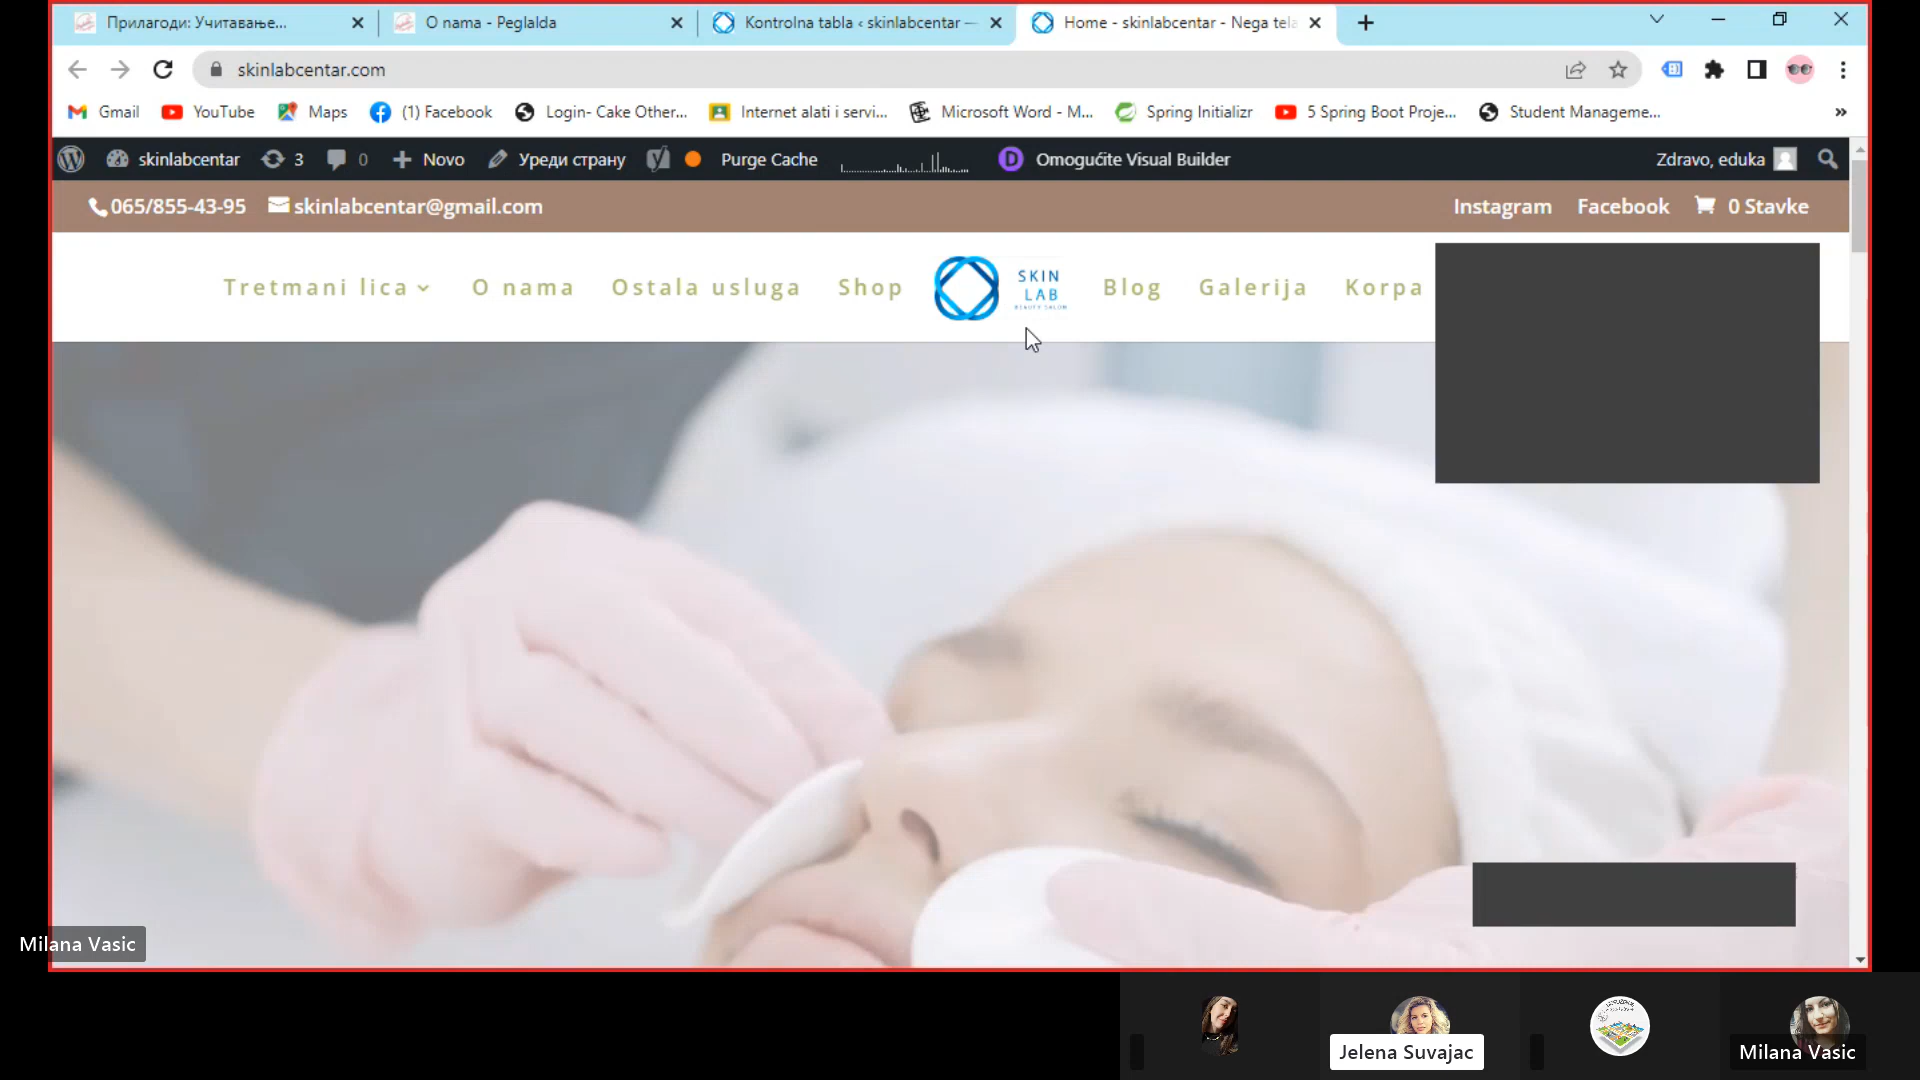 Прилагоди: Учитавање...
O nama - Peglalda
Kontrolna tabla ‹ skinlabcentar —
Home - skinlabcentar - Nega tela
skinlabcentar.com
Gmail
YouTube
Maps
(1) Facebook
Login- Cake Other...
Internet alati i servi...
Microsoft Word - M...
Spring Initializr
5 Spring Boot Proje...
Student Manageme...
»
skinlabcentar
3
0
Novo
Уреди страну
Purge Cache
D
Omogućite Visual Builder
Zdravo, eduka
065/855-43-95
skinlabcentar@gmail.com
Instagram
Facebook
0 Stavke
Tretmani lica
O nama
Ostala usluga
Shop
SKIN
LAB
BEAUTY SALON
Blog
Galerija
Korpa
Milana Vasic
Jelena Suvajac
Milana Vasic